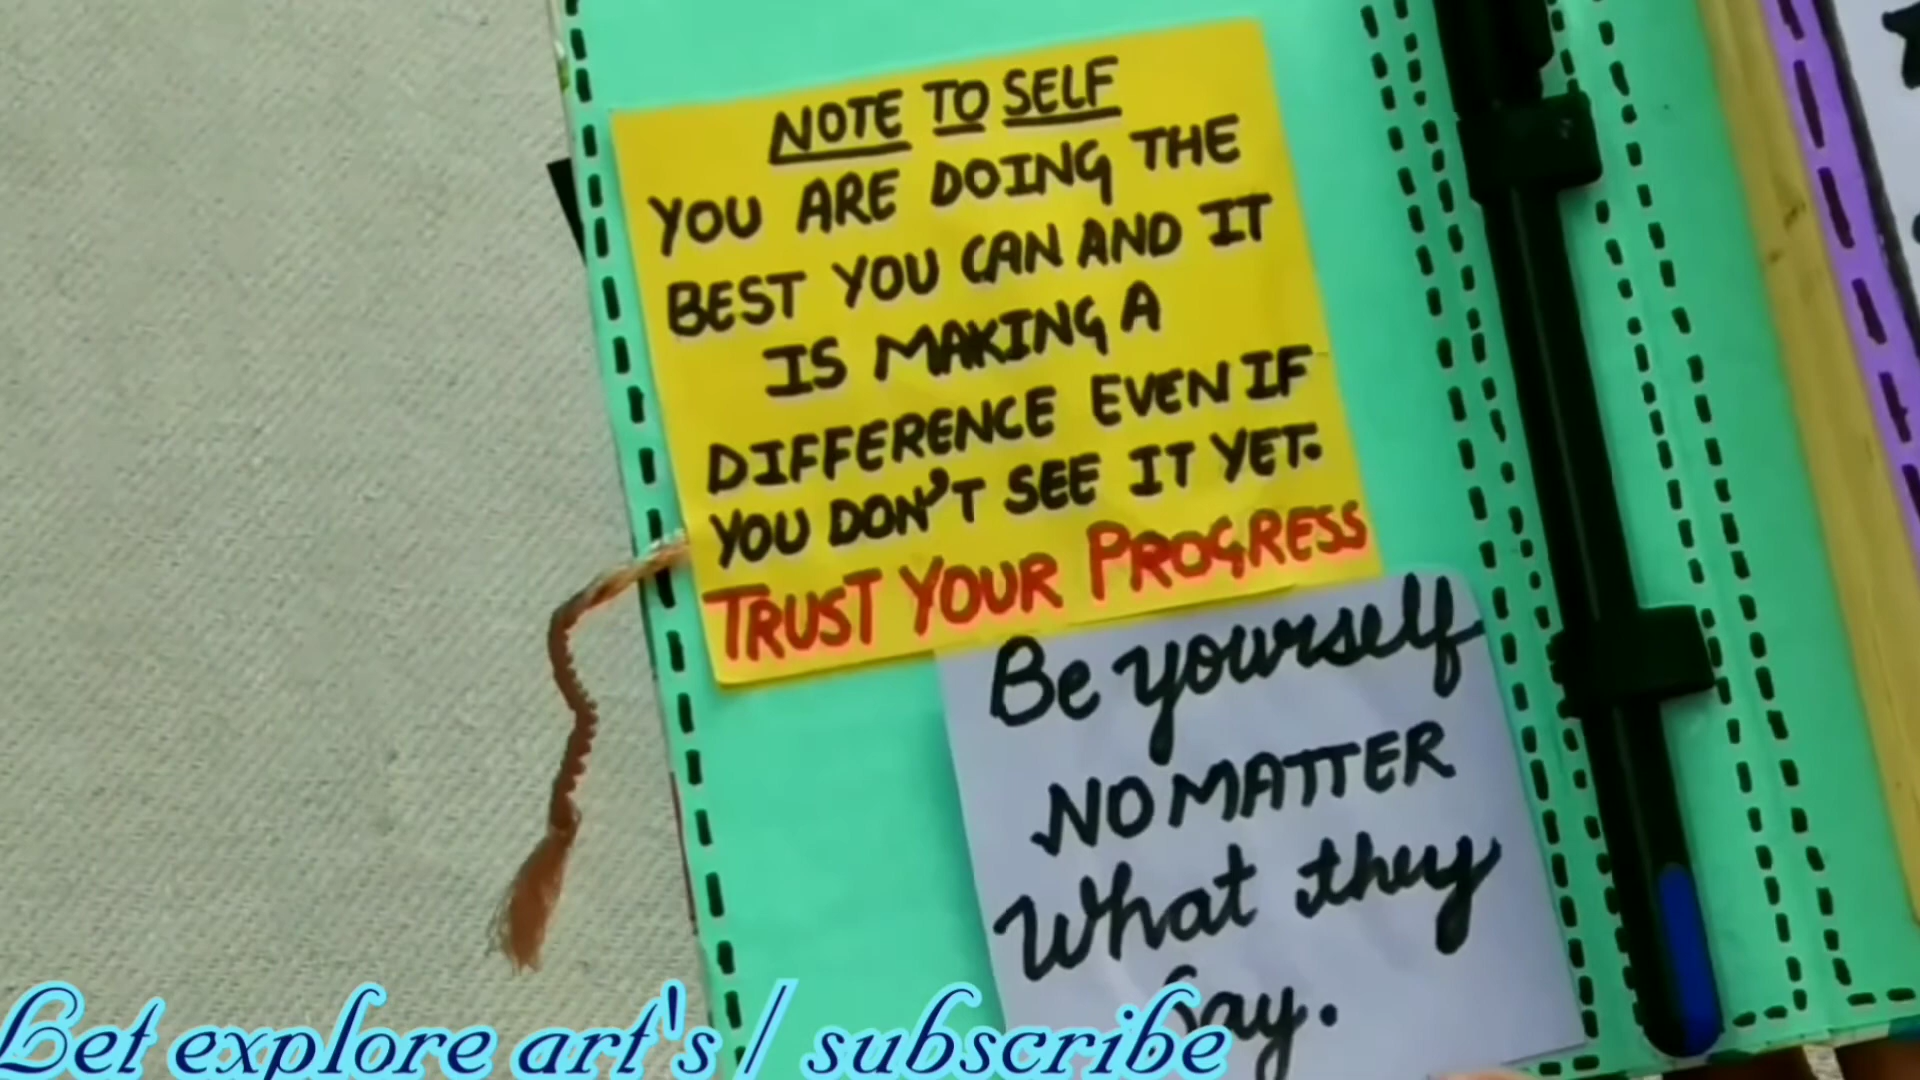 NOTE TO SELF
YOU ARE DOING THE
BEST YOU CAN AND IT
IS MAKING A
DIFFERENCE EVEN IF
YOU DON'T SEE IT YET.
TRUST YOUR PROGRESS
Be yourself
NO MATTER
What they
Say.
Let explore art's / subscribe